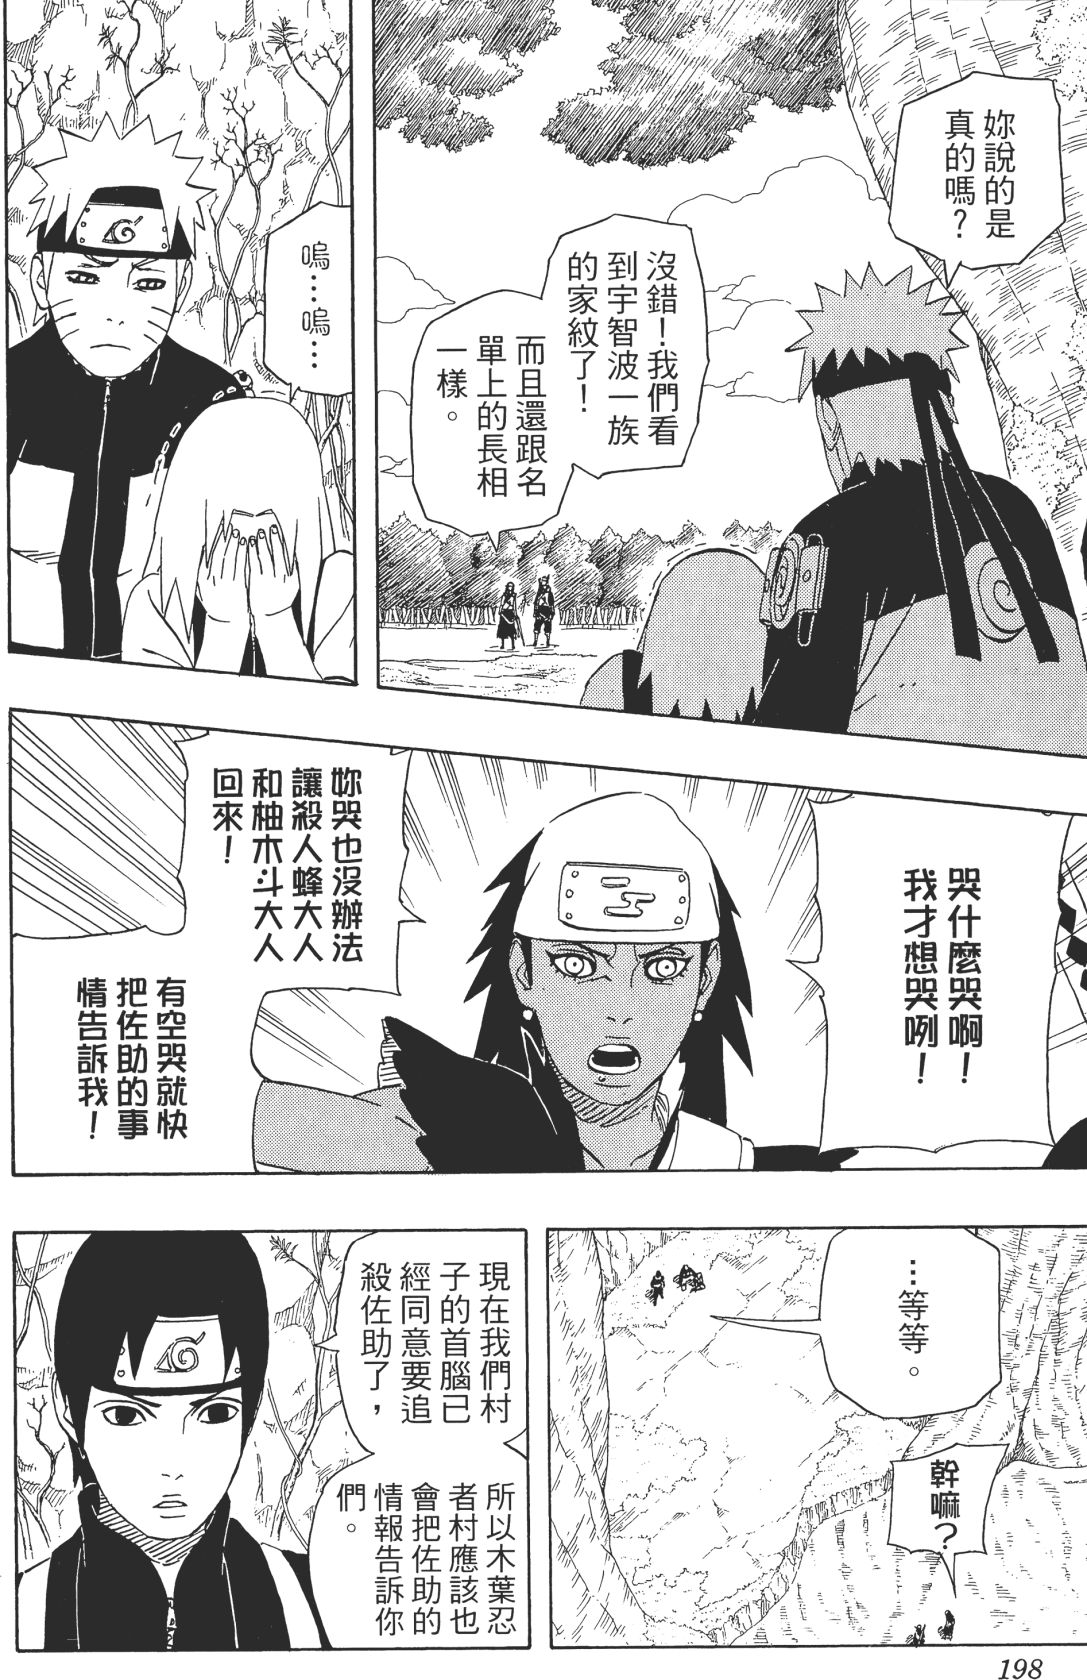 妳說的是
真的嗎？
沒錯！我們看
到宇智波一族
的家紋了！
而且還跟名
單上的長相
一樣。
嗚…嗚…
哭什麼哭啊！
我才想哭咧！
妳哭也沒辦法
讓殺人蜂大人
和柚木斗大人
回來！
有空哭就快
把佐助的事
情告訴我！
…等等。
幹嘛？
現在我們村
子的首腦已
經同意要追
殺佐助了，
所以木葉忍
者村應該也
會把佐助的
情報告訴你
們。
198